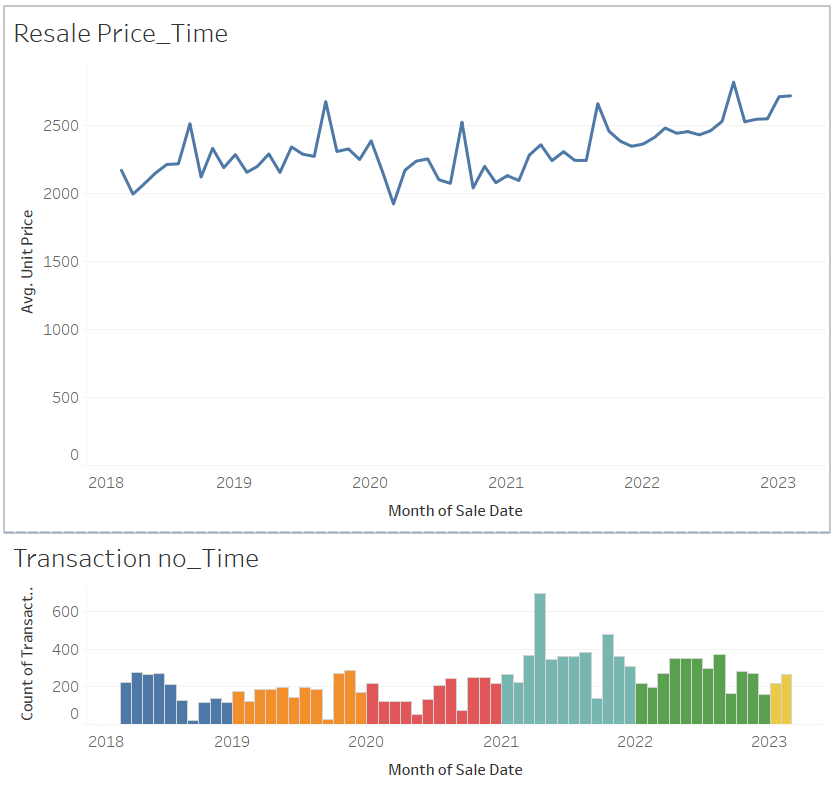 Resale Price_Time
2500
2000
1500
1000
500
0
Avg. Unit Price
2018 2019 2020 2021 2022 2023
Month of Sale Date
Transaction no_Time
600
400
200
0
Count of Transact..
2018 2019 2020 2021 2022 2023
Month of Sale Date